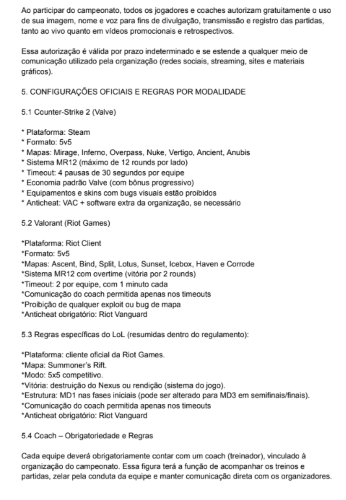 Ao participar do campeonato, todos os jogadores e coaches autorizam gratuitamente o uso
de sua imagem, nome e voz para fins de divulgação, transmissão e registro das partidas,
tanto ao vivo quanto em vídeos promocionais e retrospectivos.
Essa autorização é válida por prazo indeterminado e se estende a qualquer meio de
comunicação utilizado pela organização (redes sociais, streaming, sites e materiais
gráficos).
5. CONFIGURAÇÕES OFICIAIS E REGRAS POR MODALIDADE
5.1 Counter-Strike 2 (Valve)
* Plataforma: Steam
* Formato: 5v5
* Mapas: Mirage, Inferno, Overpass, Nuke, Vertigo, Ancient, Anubis
* Sistema MR12 (máximo de 12 rounds por lado)
* Timeout: 4 pausas de 30 segundos por equipe
* Economia padrão Valve (com bônus progressivo)
* Equipamentos e skins com bugs visuais estão proibidos
* Anticheat: VAC + software extra da organização, se necessário
5.2 Valorant (Riot Games)
*Plataforma: Riot Client
*Formato: 5v5
*Mapas: Ascent, Bind, Split, Lotus, Sunset, Icebox, Haven e Corrode
*Sistema MR12 com overtime (vitória por 2 rounds)
*Timeout: 2 por equipe, com 1 minuto cada
*Comunicação do coach permitida apenas nos timeouts
*Proibição de qualquer exploit ou bug de mapa
*Anticheat obrigatório: Riot Vanguard
5.3 Regras específicas do LoL (resumidas dentro do regulamento):
*Plataforma: cliente oficial da Riot Games.
*Mapa: Summoner's Rift.
*Modo: 5x5 competitivo.
*Vitória: destruição do Nexus ou rendição (sistema do jogo).
*Estrutura: MD1 nas fases iniciais (pode ser alterado para MD3 em semifinais/finais).
*Comunicação do coach permitida apenas nos timeouts
*Anticheat obrigatório: Riot Vanguard
5.4 Coach – Obrigatoriedade e Regras
Cada equipe deverá obrigatoriamente contar com um coach (treinador), vinculado à
organização do campeonato. Essa figura terá a função de acompanhar os treinos e
partidas, zelar pela conduta da equipe e manter comunicação direta com os organizadores.